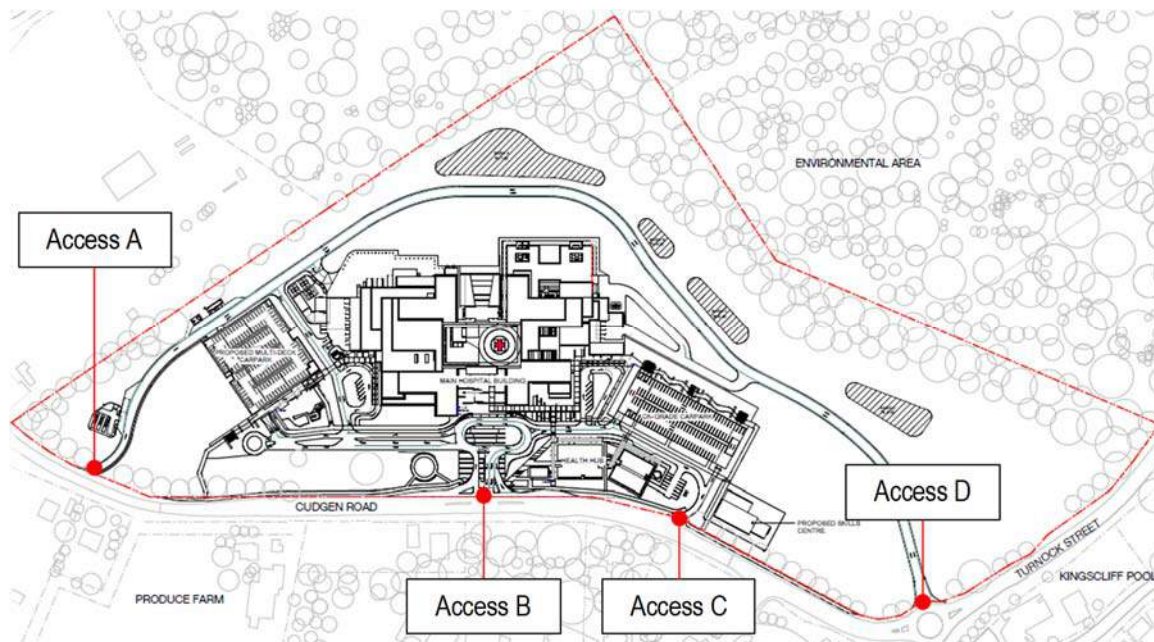 ENVIRONMENTAL AREA
Access A
PROPOSED MULTI-DECK
CARPARK
MAIN HOSPITAL BUILDING
ON-GRADE CARPARK
HEALTH HUB
Access D
CUDGEN ROAD
PROPOSED SKILLS
CENTRE
TURNOCK STREET
KINGSCLIFF POOL
PRODUCE FARM
Access B
Access C